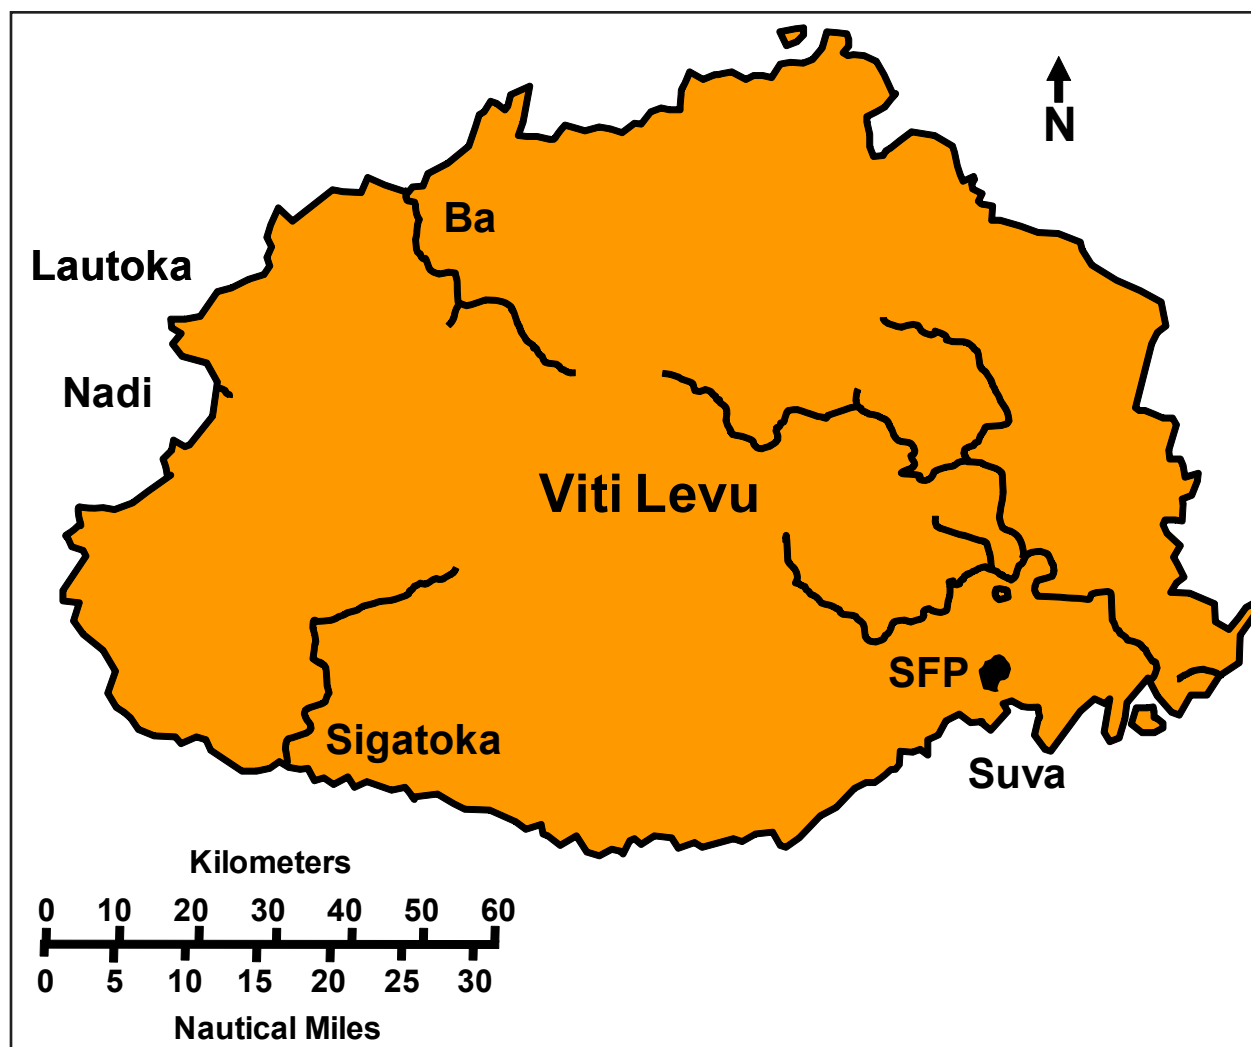 N
Ba
Lautoka
Nadi
Viti Levu
SFP
Sigatoka
Suva
Kilometers
0 10 20 30 40 50 60
0 5 10 15 20 25 30
Nautical Miles